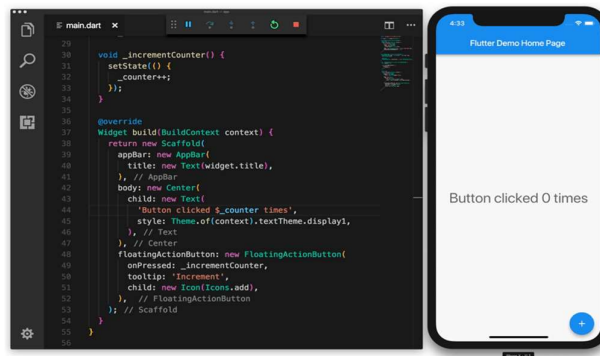 main.dart
29
30 void _incrementCounter() {
31 setState(() {
32 _counter++;
33 });
34 }
35
36 @override
37 Widget build(BuildContext context) {
38 return new Scaffold(
39 appBar: new AppBar(
40 title: new Text(widget.title),
41 ), // AppBar
42 body: new Center(
43 child: new Text(
44 'Button clicked $_counter times',
45 style: Theme.of(context).textTheme.display1,
46 ), // Text
47 ), // Center
48 floatingActionButton: new FloatingActionButton(
49 onPressed: _incrementCounter,
50 tooltip: 'Increment',
51 child: new Icon(Icons.add),
52 ), // FloatingActionButton
53 ); // Scaffold
54 }
55 }
56
4:33
Flutter Demo Home Page
Button clicked 0 times
+